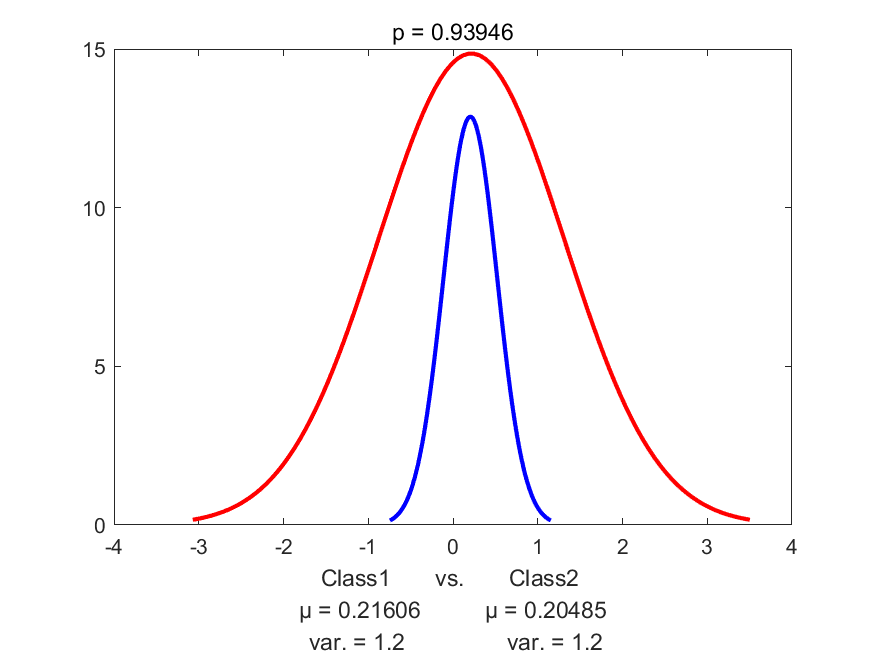 p = 0.93946
15
10
5
0
-4 -3 -2 -1 0 1 2 3 4
Class1 vs. Class2
μ = 0.21606 μ = 0.20485
var. = 1.2 var. = 1.2